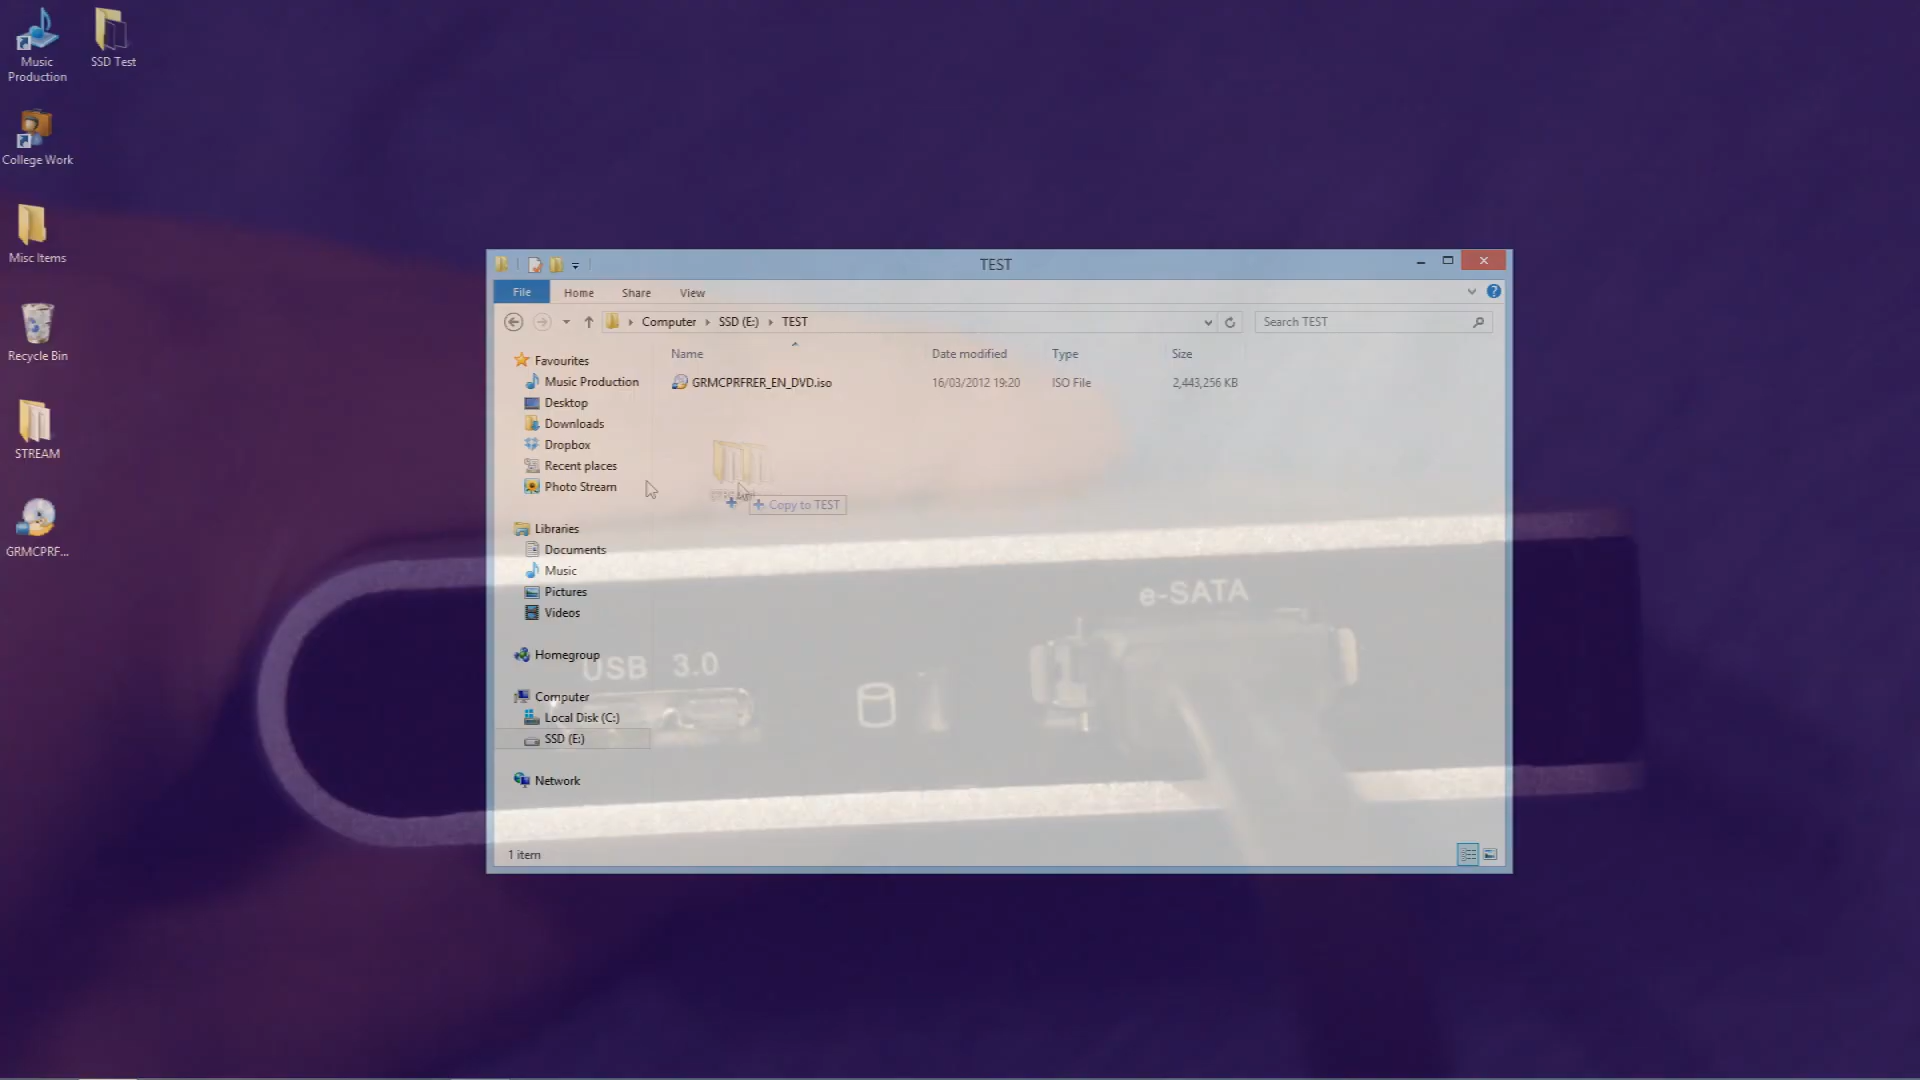 Music
Production
SSD Test
College Work
Misc Items
Recycle Bin
STREAM
GRMCPRF...
TEST
File Home Share View
Computer SSD (E:) TEST
Search TEST
Name Date modified Type Size
GRMCPRFRER_EN_DVD.iso 16/03/2012 19:20 ISO File 2,443,256 KB
Favourites
Music Production
Desktop
Downloads
Dropbox
Recent places
Photo Stream
STREAM
Copy to TEST
Libraries
Documents
Music
Pictures
Videos
Homegroup
Computer
Local Disk (C:)
SSD (E:)
Network
1 item
e-SATA
USB 3.0